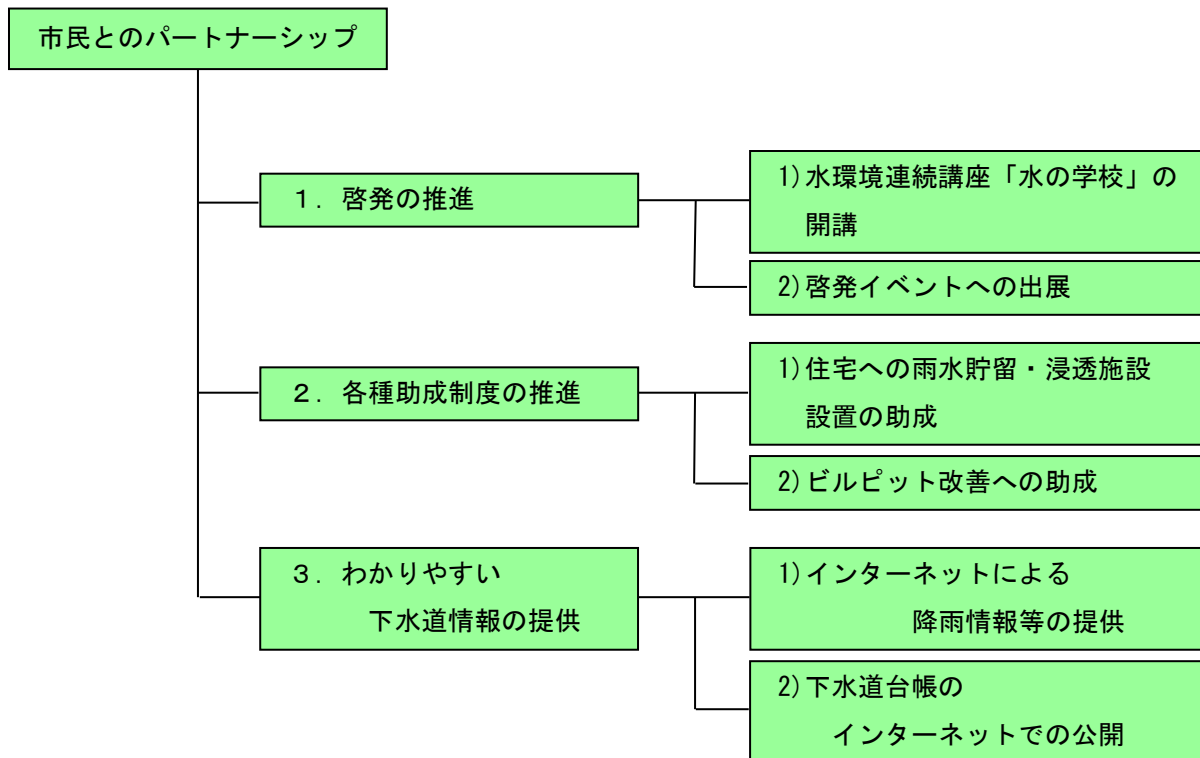 市民とのパートナーシップ
１．啓発の推進
1)水環境連続講座「水の学校」の
開講
2)啓発イベントへの出展
２．各種助成制度の推進
1)住宅への雨水貯留・浸透施設
設置の助成
2)ビルピット改善への助成
３．わかりやすい
下水道情報の提供
1)インターネットによる
降雨情報等の提供
2)下水道台帳の
インターネットでの公開